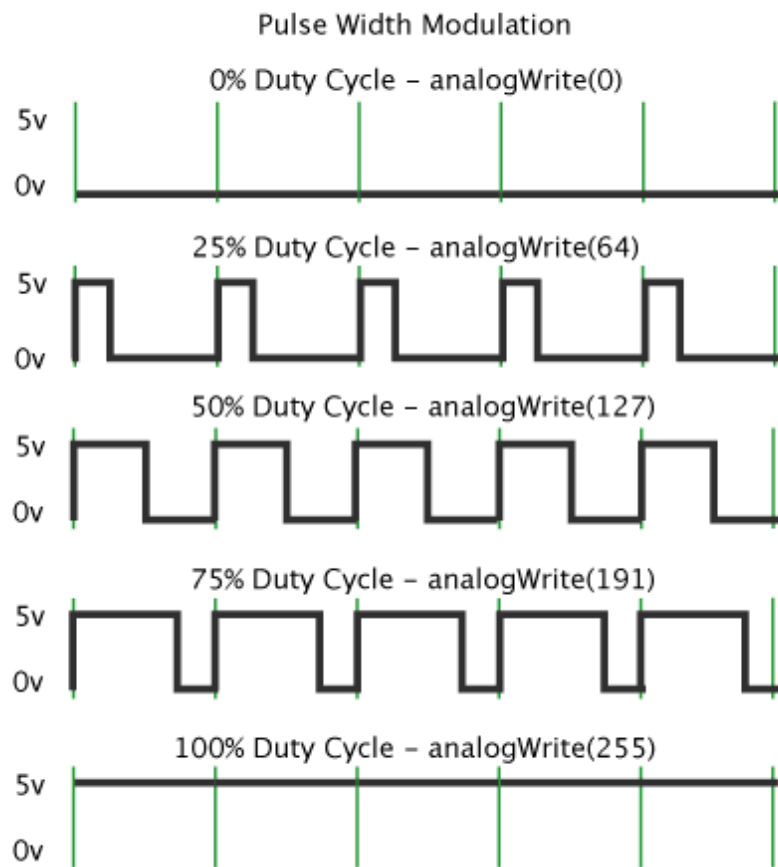 Pulse Width Modulation
0% Duty Cycle – analogWrite(0)
5v
0v
25% Duty Cycle – analogWrite(64)
5v
0v
50% Duty Cycle – analogWrite(127)
5v
0v
75% Duty Cycle – analogWrite(191)
5v
0v
100% Duty Cycle – analogWrite(255)
5v
0v